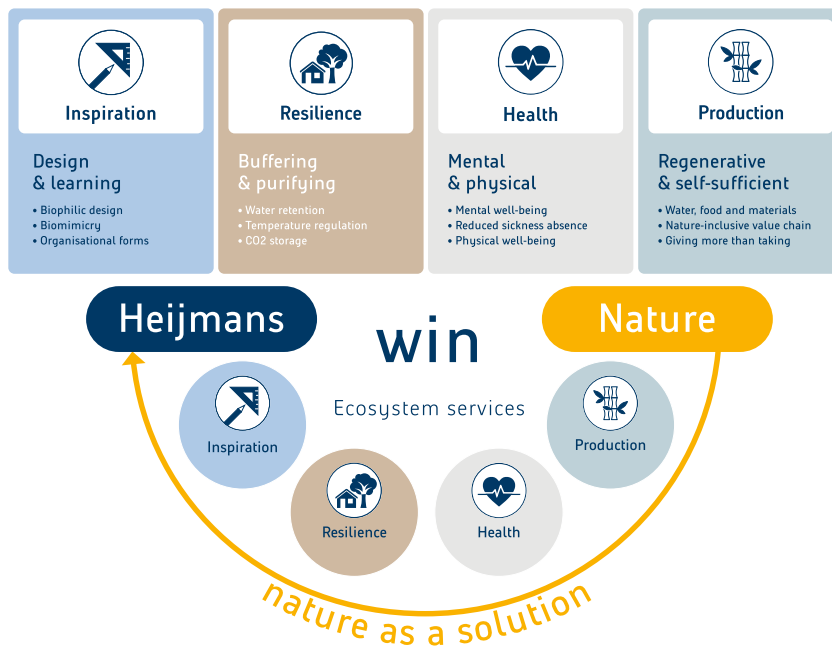 Inspiration
Design
& learning
• Biophilic design
• Biomimicry
• Organisational forms
Resilience
Buffering
& purifying
• Water retention
• Temperature regulation
• CO2 storage
Health
Mental
& physical
• Mental well-being
• Reduced sickness absence
• Physical well-being
Production
Regenerative
& self-sufficient
• Water, food and materials
• Nature-inclusive value chain
• Giving more than taking
Heijmans
win
Nature
Ecosystem services
Inspiration
Resilience
Health
Production
nature as a solution